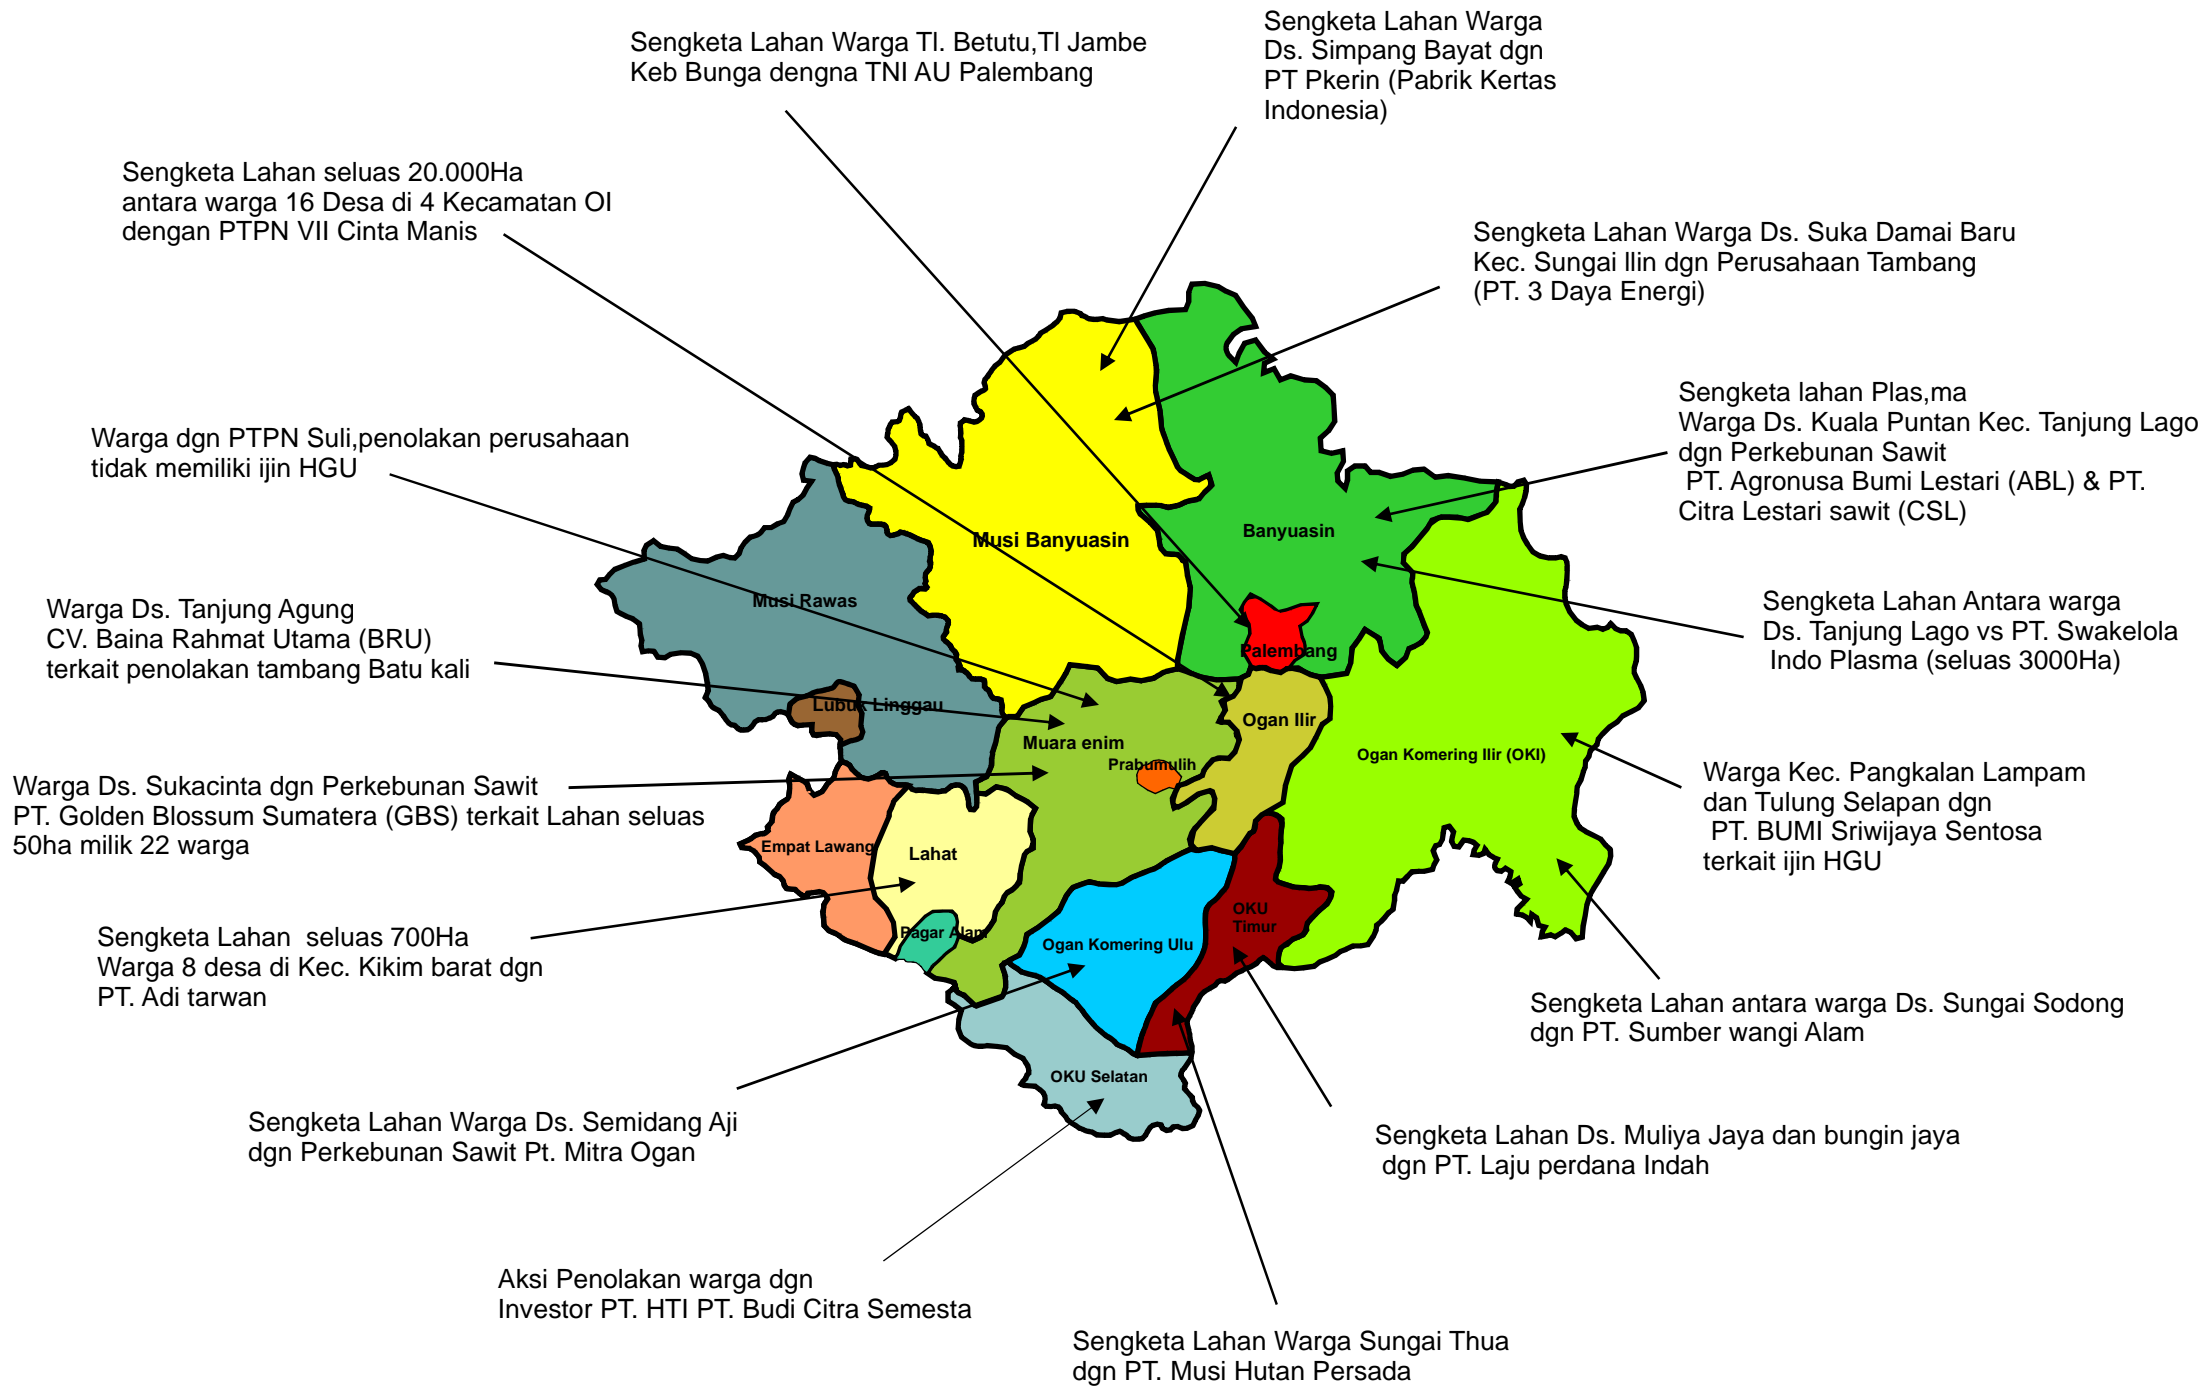 Sengketa Lahan Warga
Ds. Simpang Bayat dgn
PT Pkerin (Pabrik Kertas
Indonesia)
Sengketa Lahan Warga Tl. Betutu,Tl Jambe
Keb Bunga dengna TNI AU Palembang
Sengketa Lahan seluas 20.000Ha
antara warga 16 Desa di 4 Kecamatan OI
dengan PTPN VII Cinta Manis
Sengketa Lahan Warga Ds. Suka Damai Baru
Kec. Sungai lIin dgn Perusahaan Tambang
(PT. 3 Daya Energi)
Sengketa lahan Plas,ma
Warga Ds. Kuala Puntan Kec. Tanjung Lago
dgn Perkebunan Sawit
PT. Agronusa Bumi Lestari (ABL) & PT.
Citra Lestari sawit (CSL)
Warga dgn PTPN Suli,penolakan perusahaan
tidak memiliki ijin HGU
Musi Banyuasin
Banyuasin
Musi Rawas
Warga Ds. Tanjung Agung
CV. Baina Rahmat Utama (BRU)
terkait penolakan tambang Batu kali
Sengketa Lahan Antara warga
Ds. Tanjung Lago vs PT. Swakelola
Indo Plasma (seluas 3000Ha)
Palembang
Lubuk Linggau
Ogan Ilir
Muara enim
Prabumulih
Ogan Komering Ilir (OKI)
Warga Ds. Sukacinta dgn Perkebunan Sawit
PT. Golden Blossum Sumatera (GBS) terkait Lahan seluas
50ha milik 22 warga
Warga Kec. Pangkalan Lampam
dan Tulung Selapan dgn
PT. BUMI Sriwijaya Sentosa
terkait ijin HGU
Empat Lawang
Lahat
OKU
Timur
Pagar Alam
Ogan Komering Ulu
Sengketa Lahan  seluas 700Ha
Warga 8 desa di Kec. Kikim barat dgn
PT. Adi tarwan
Sengketa Lahan antara warga Ds. Sungai Sodong
dgn PT. Sumber wangi Alam
OKU Selatan
Sengketa Lahan Warga Ds. Semidang Aji
dgn Perkebunan Sawit Pt. Mitra Ogan
Sengketa Lahan Ds. Muliya Jaya dan bungin jaya
dgn PT. Laju perdana Indah
Aksi Penolakan warga dgn
Investor PT. HTI PT. Budi Citra Semesta
Sengketa Lahan Warga Sungai Thua
dgn PT. Musi Hutan Persada